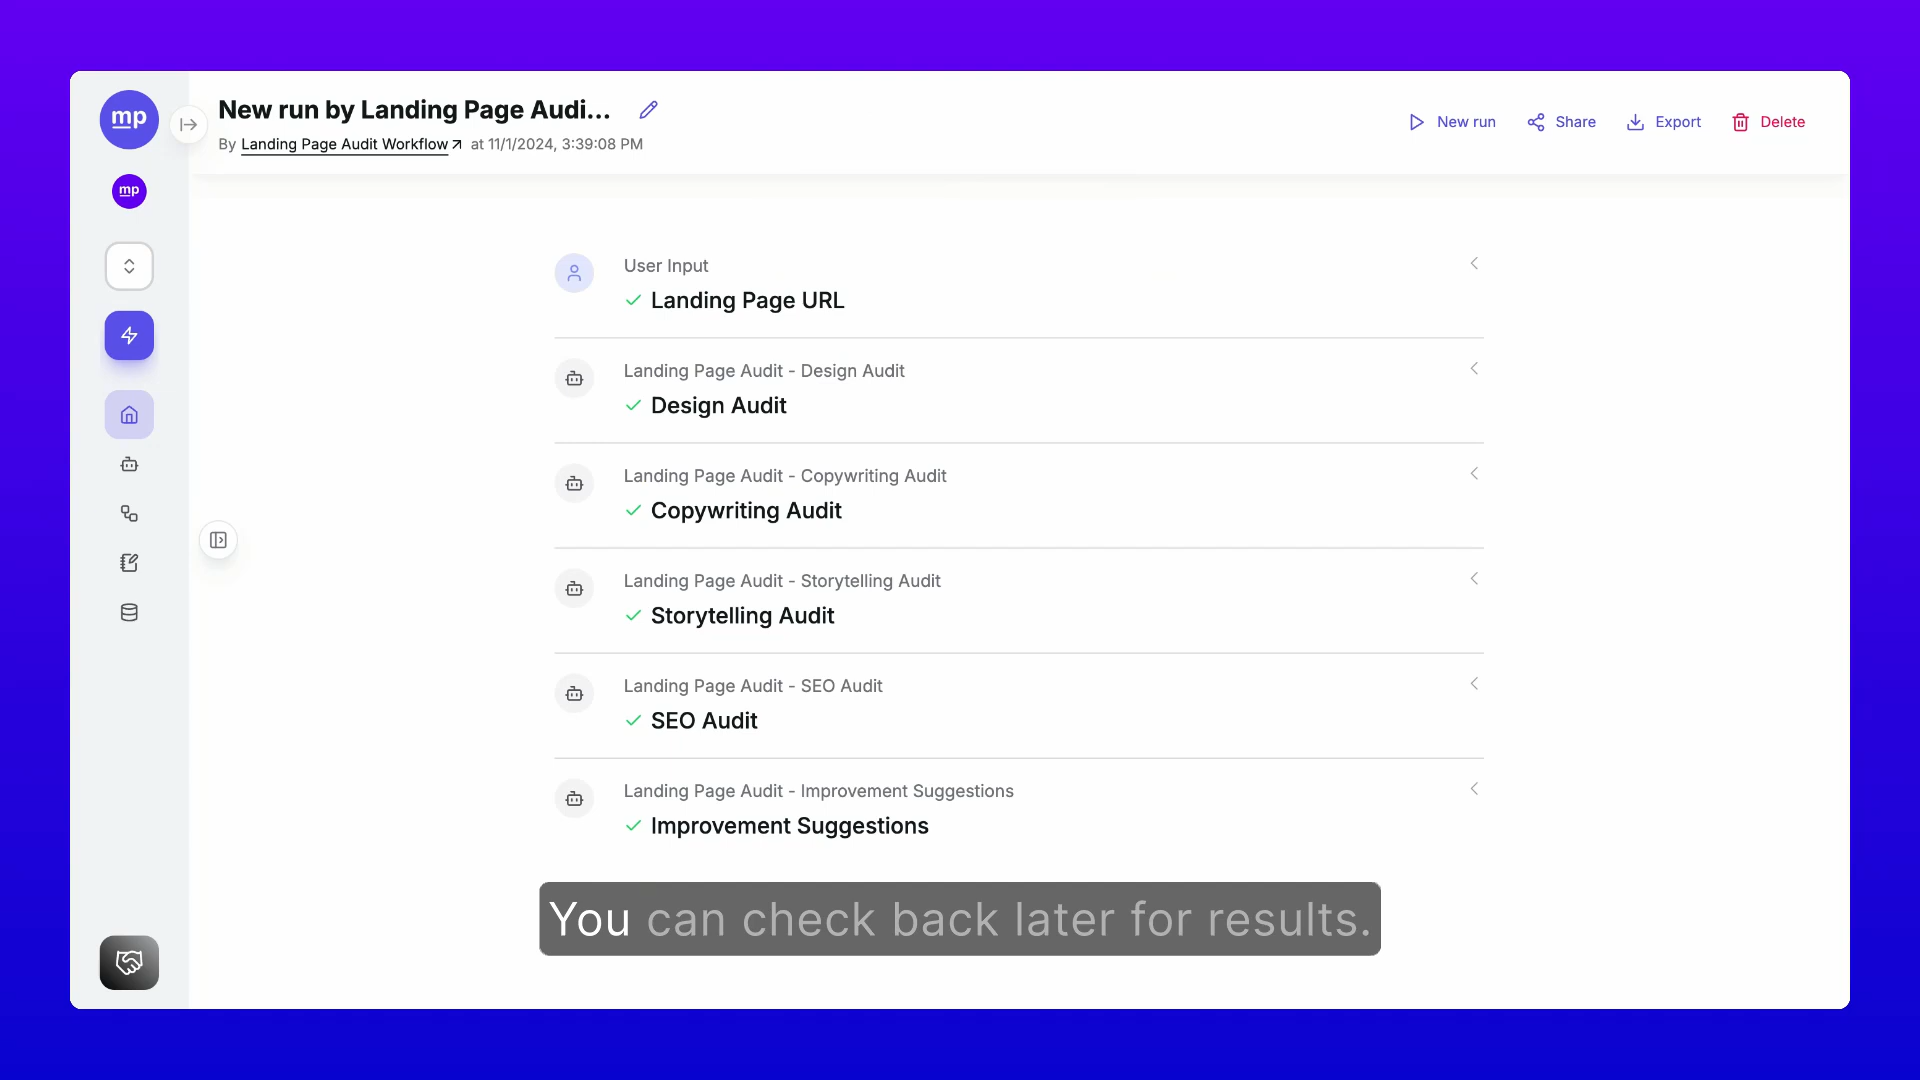 mp
New run by Landing Page Audi...
By Landing Page Audit Workflow at 11/1/2024, 3:39:08 PM
New run
Share
Export
Delete
mp
User Input
Landing Page URL
Landing Page Audit - Design Audit
Design Audit
Landing Page Audit - Copywriting Audit
Copywriting Audit
Landing Page Audit - Storytelling Audit
Storytelling Audit
Landing Page Audit - SEO Audit
SEO Audit
Landing Page Audit - Improvement Suggestions
Improvement Suggestions
You can check back later for results.